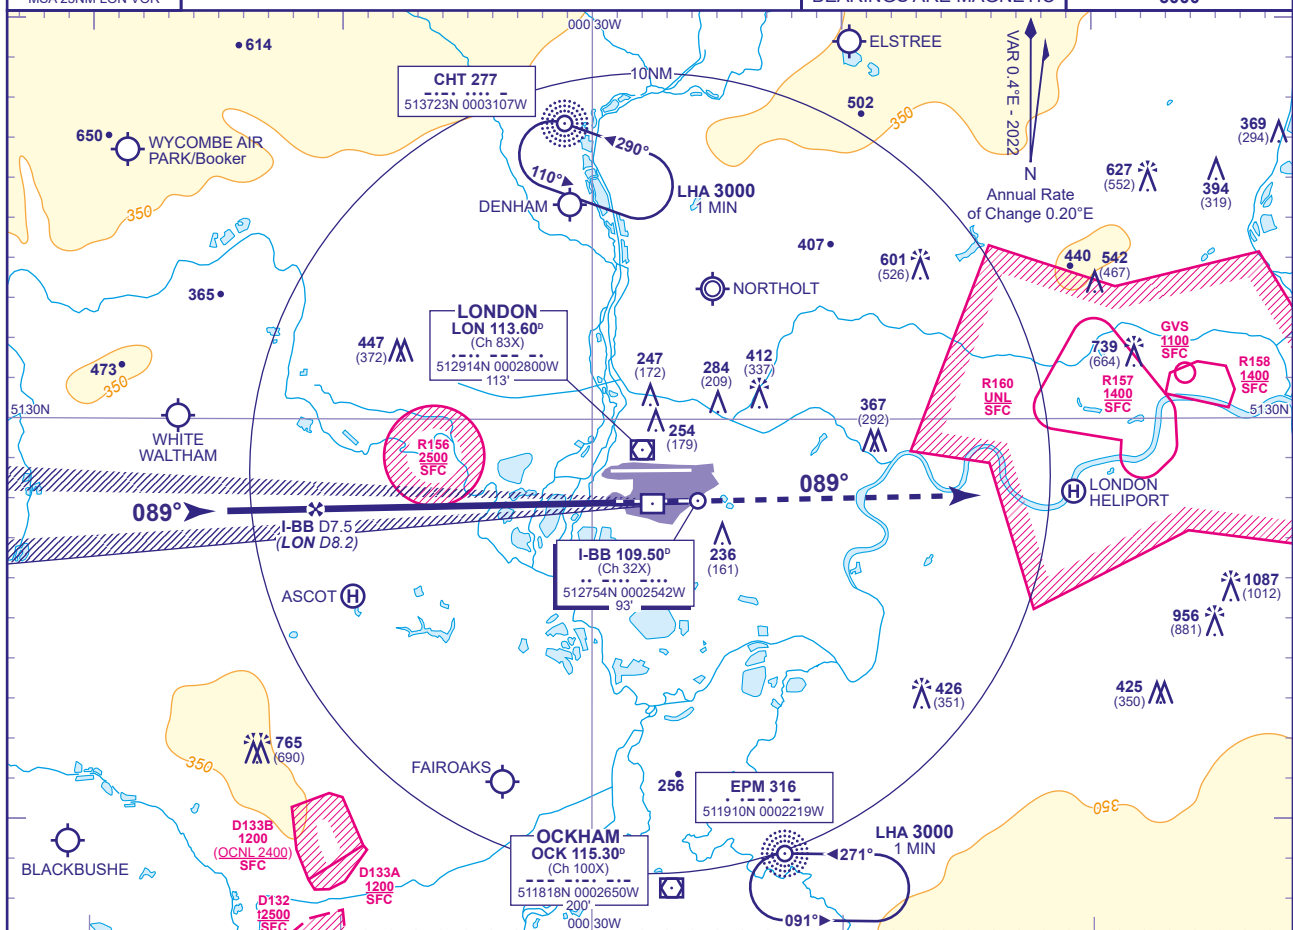 MSA 25NM LON VOR
BEARINGS ARE MAGNETIC
000 30W
614
ELSTREE
CHT 277
-·-· ···· -
513723N 0003107W
10NM
VAR 0.4°E - 2022
502
350
369
(294)
650
WYCOMBE AIR
PARK/Booker
290°
110°
LHA 3000
1 MIN
DENHAM
N
Annual Rate
of Change 0.20°E
627
(552)
394
(319)
350
407
601
(526)
440
542
(467)
365
NORTHOLT
LONDON
LON 113.60ᴰ
(Ch 83X)
·-·· --- -·
512914N 0002800W
113'
447
(372)
247
(172)
284
(209)
412
(337)
254
(179)
367
(292)
739
(664)
GVS
1100
SFC
R158
1400
SFC
R160
UNL
SFC
R157
1400
SFC
473
350
5130N
5130N
WHITE
WALTHAM
R156
2500
SFC
089°
089°
I-BB D7.5
(LON D8.2)
LONDON
HELIPORT
H
I-BB 109.50ᴰ
(Ch 32X)
·· -··· -···
512754N 0002542W
93'
236
(161)
ASCOT H
1087
(1012)
956
(881)
426
(351)
425
(350)
765
(690)
350
FAIROAKS
256
EPM 316
· ·--· --
511910N 0002219W
350
D133B
1200
(OCNL 2400)
SFC
D133A
1200
SFC
BLACKBUSHE
OCKHAM
OCK 115.30ᴰ
(Ch 100X)
--- -·-· -·-
511818N 0002650W
200'
LHA 3000
1 MIN
271°
091°
D132
2500
SFC
000 30W